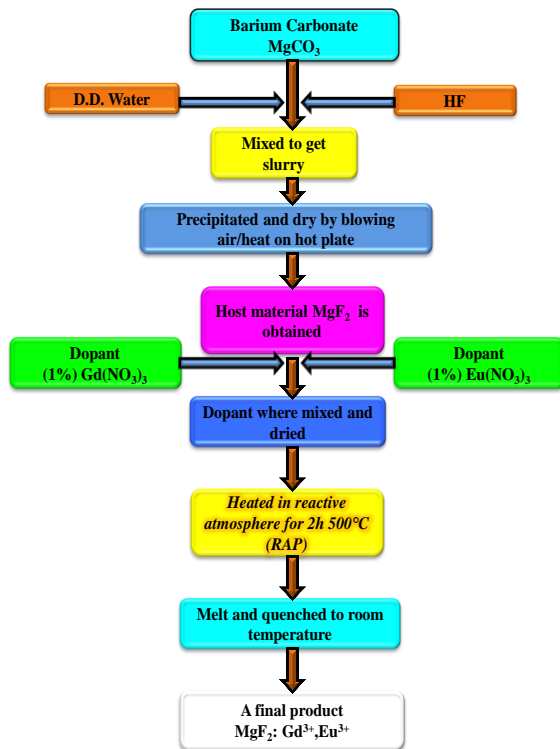 Barium Carbonate
MgCO₃
D.D. Water
HF
Mixed to get
slurry
Precipitated and dry by blowing
air/heat on hot plate
Host material MgF₂ is
obtained
Dopant
(1%) Gd(NO₃)₃
Dopant
(1%) Eu(NO₃)₃
Dopant where mixed and
dried
Heated in reactive
atmosphere for 2h 500°C
(RAP)
Melt and quenched to room
temperature
A final product
MgF₂: Gd³⁺,Eu³⁺